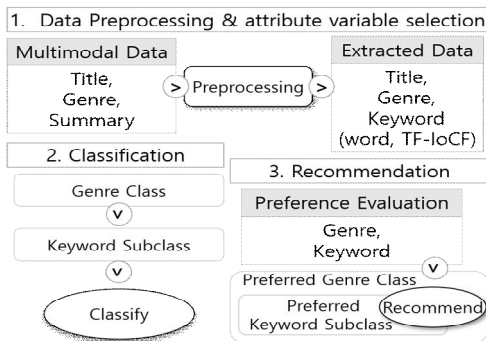 1. Data Preprocessing & attribute variable selection
Multimodal Data
Title,
Genre,
Summary
>
Preprocessing
>
Extracted Data
Title,
Genre,
Keyword
(word, TF-IoCF)
2. Classification
Genre Class
v
Keyword Subclass
v
Classify
3. Recommendation
Preference Evaluation
Genre,
Keyword
v
Preferred Genre Class
Preferred
Keyword Subclass
Recommend